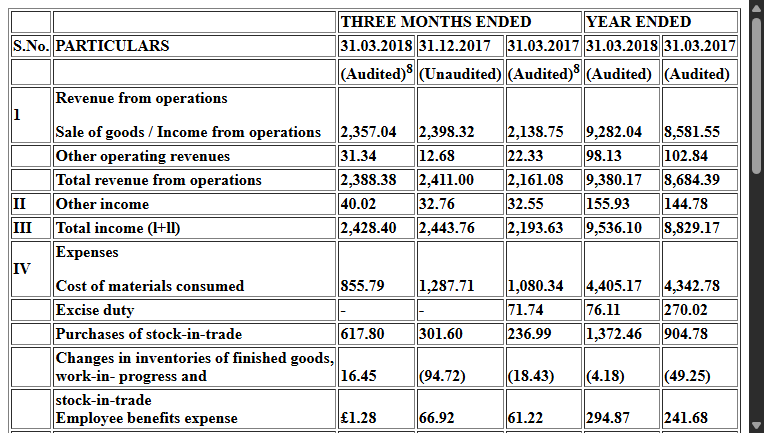 THREE MONTHS ENDED YEAR ENDED
S.No. PARTICULARS 31.03.2018 31.12.2017 31.03.2017 31.03.2018 31.03.2017
(Audited)8 (Unaudited) (Audited)8 (Audited) (Audited)
1 Revenue from operations
Sale of goods / Income from operations 2,357.04 2,398.32 2,138.75 9,282.04 8,581.55
Other operating revenues 31.34 12.68 22.33 98.13 102.84
Total revenue from operations 2,388.38 2,411.00 2,161.08 9,380.17 8,684.39
II Other income 40.02 32.76 32.55 155.93 144.78
III Total income (l+ll) 2,428.40 2,443.76 2,193.63 9,536.10 8,829.17
IV Expenses
Cost of materials consumed 855.79 1,287.71 1,080.34 4,405.17 4,342.78
Excise duty - - 71.74 76.11 270.02
Purchases of stock-in-trade 617.80 301.60 236.99 1,372.46 904.78
Changes in inventories of finished goods,
work-in- progress and 16.45 (94.72) (18.43) (4.18) (49.25)
stock-in-trade
Employee benefits expense £1.28 66.92 61.22 294.87 241.68